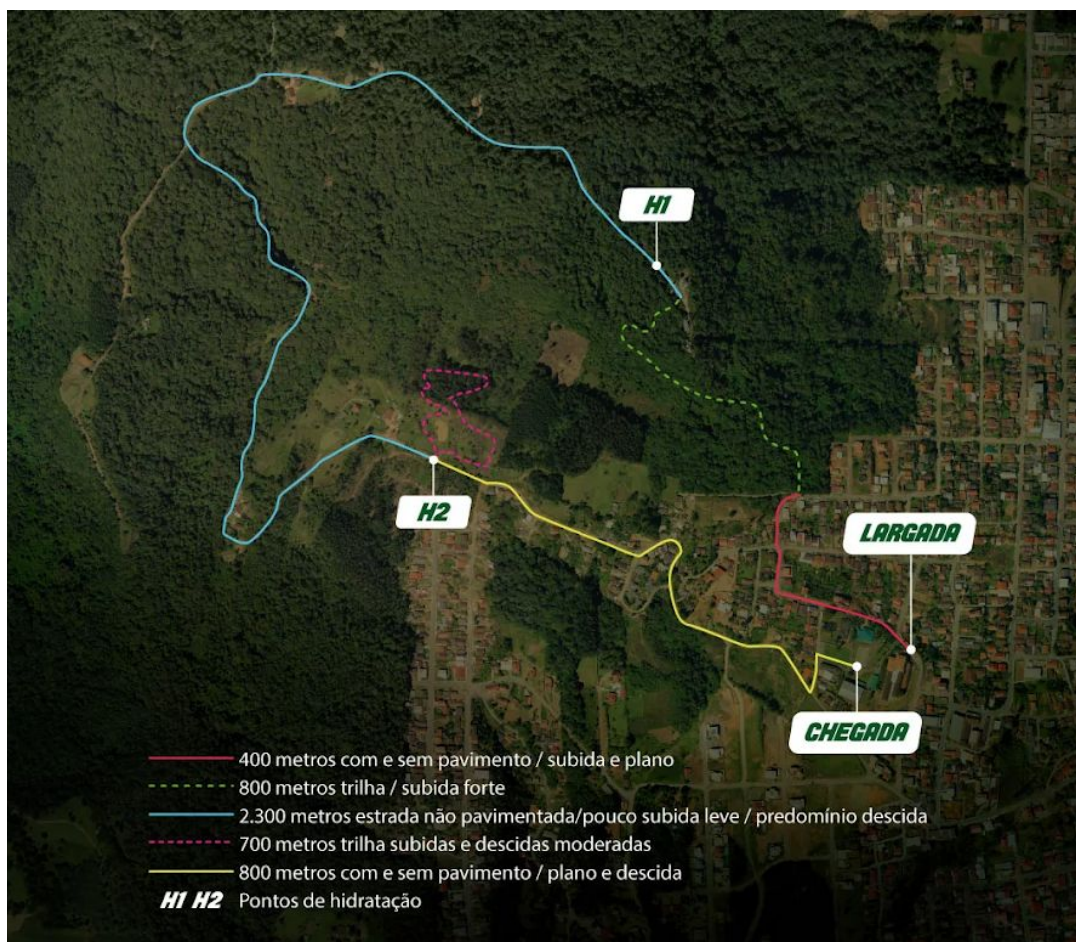 H1
H2
LARGADA
CHEGADA
400 metros com e sem pavimento / subida e plano
800 metros trilha / subida forte
2.300 metros estrada não pavimentada/pouco subida leve / predomínio descida
700 metros trilha subidas e descidas moderadas
800 metros com e sem pavimento / plano e descida
H1 H2 Pontos de hidratação